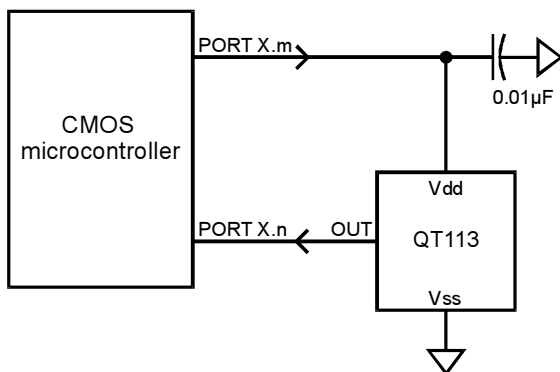 PORT X.m
0.01µF
CMOS
microcontroller
Vdd
PORT X.n
OUT
QT113
Vss